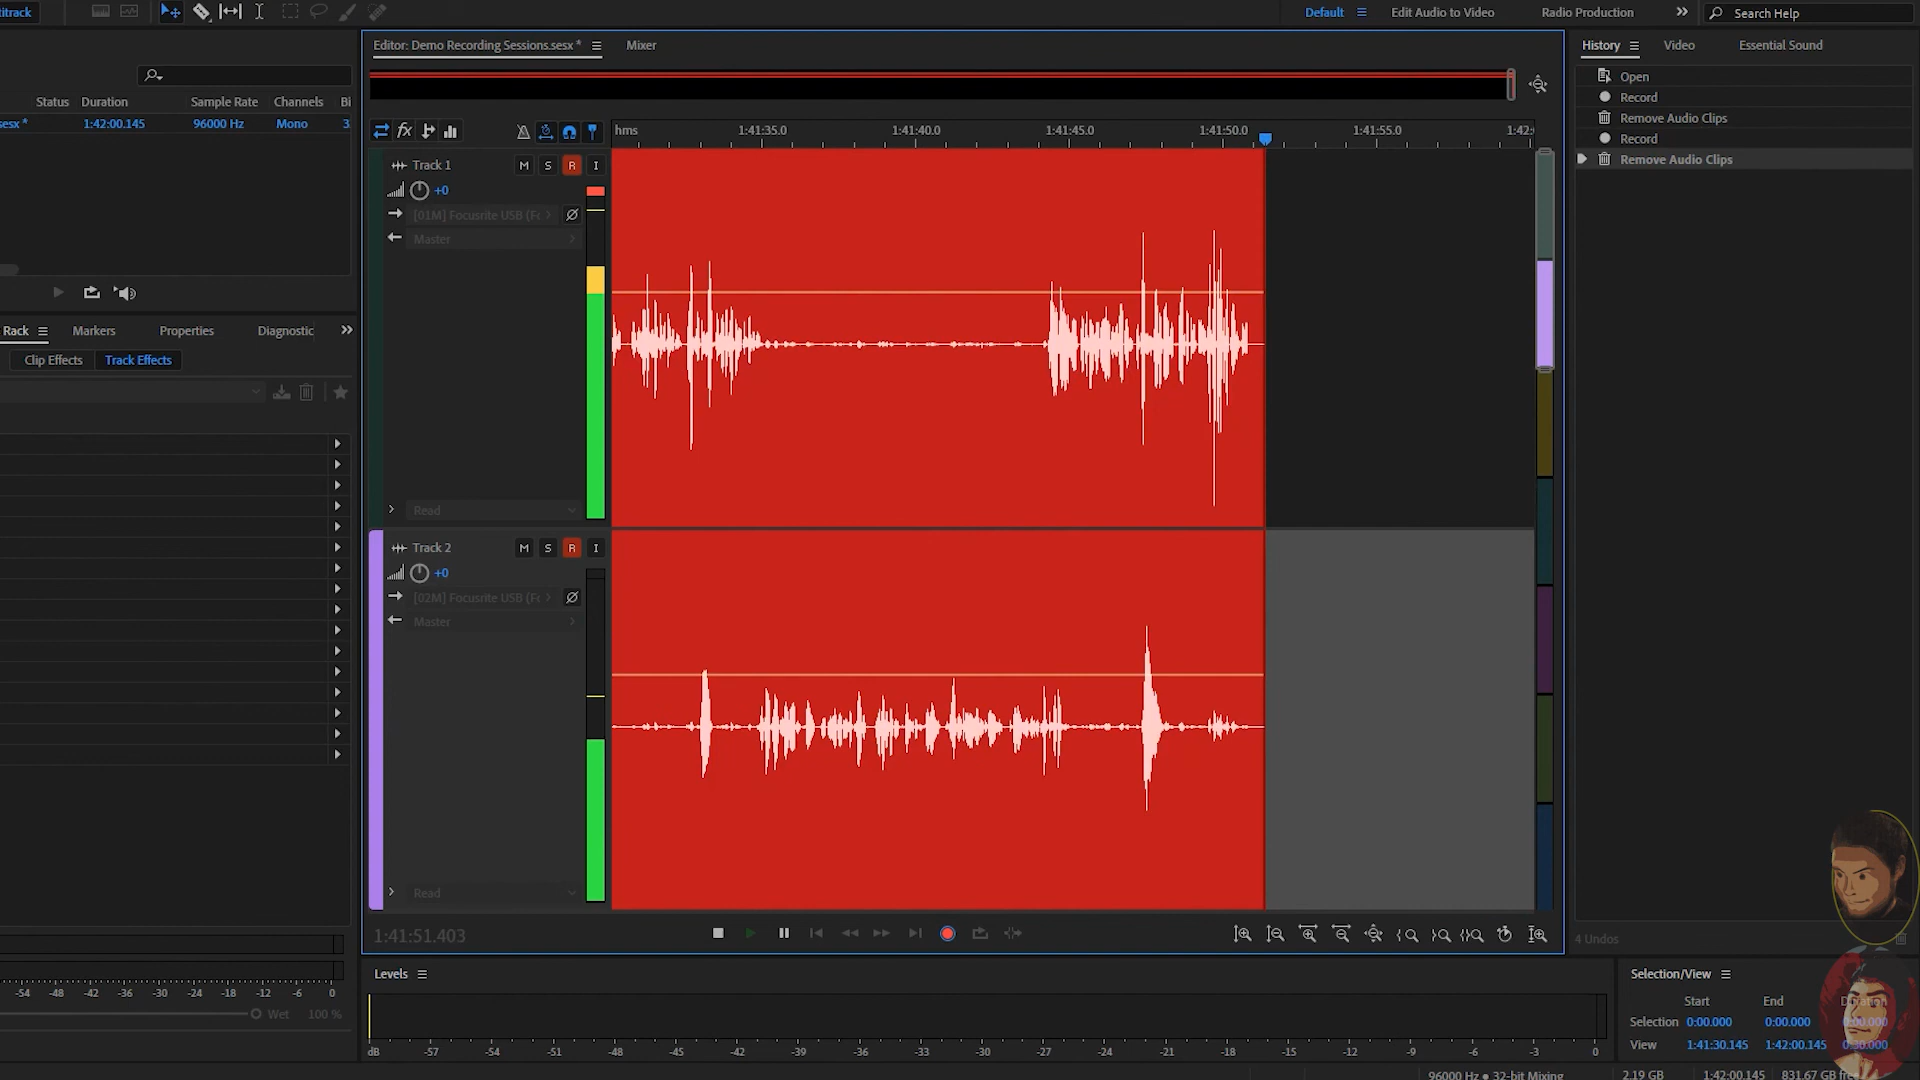 titrack
Default
Edit Audio to Video
Radio Production
Search Help
Editor: Demo Recording Sessions.sesx *
Mixer
History
Video
Essential Sound
Open
Record
Remove Audio Clips
Record
Remove Audio Clips
Status Duration Sample Rate Channels Bi
sesx * 1:42:00.145 96000 Hz Mono 3
hms 1:41:35.0 1:41:40.0 1:41:45.0 1:41:50.0 1:41:55.0 1:42:
Track 1 M S R I
+0
[01M] Focusrite USB (Fo
Master
Read
Rack Markers Properties Diagnostic
Clip Effects Track Effects
Track 2 M S R I
+0
[02M] Focusrite USB (Fo
Master
Read
1:41:51.403
4 Undos
-54 -48 -42 -36 -30 -24 -18 -12 -6 0
Wet 100 %
Levels
dB -57 -54 -51 -48 -45 -42 -39 -36 -33 -30 -27 -24 -21 -18 -15 -12 -9 -6 -3 0
Selection/View
Start End Duration
Selection 0:00.000 0:00.000 0:00.000
View 1:41:30.145 1:42:00.145 0:30.000
96000 Hz ● 32-bit Mixing 2.19 GB 1:42:00.145 831.67 GB free